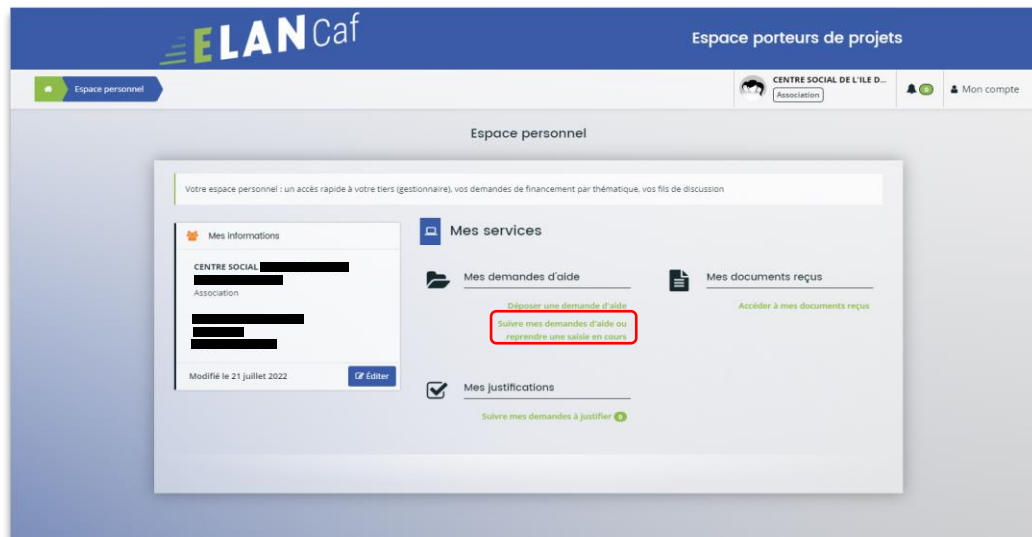 ELAN Caf
Espace porteurs de projets
Espace personnel
CENTRE SOCIAL DE L'ILE D...
Association
0
Mon compte
Espace personnel
Votre espace personnel : un accès rapide à votre tiers (gestionnaire), vos demandes de financement par thématique, vos fils de discussion
Mes informations
CENTRE SOCIAL
Association
Modifié le 21 juillet 2022
Éditer
Mes services
Mes demandes d'aide
Déposer une demande d'aide
Suivre mes demandes d'aide ou
reprendre une saisie en cours
Mes documents reçus
Accéder à mes documents reçus
Mes justifications
Suivre mes demandes à justifier 0